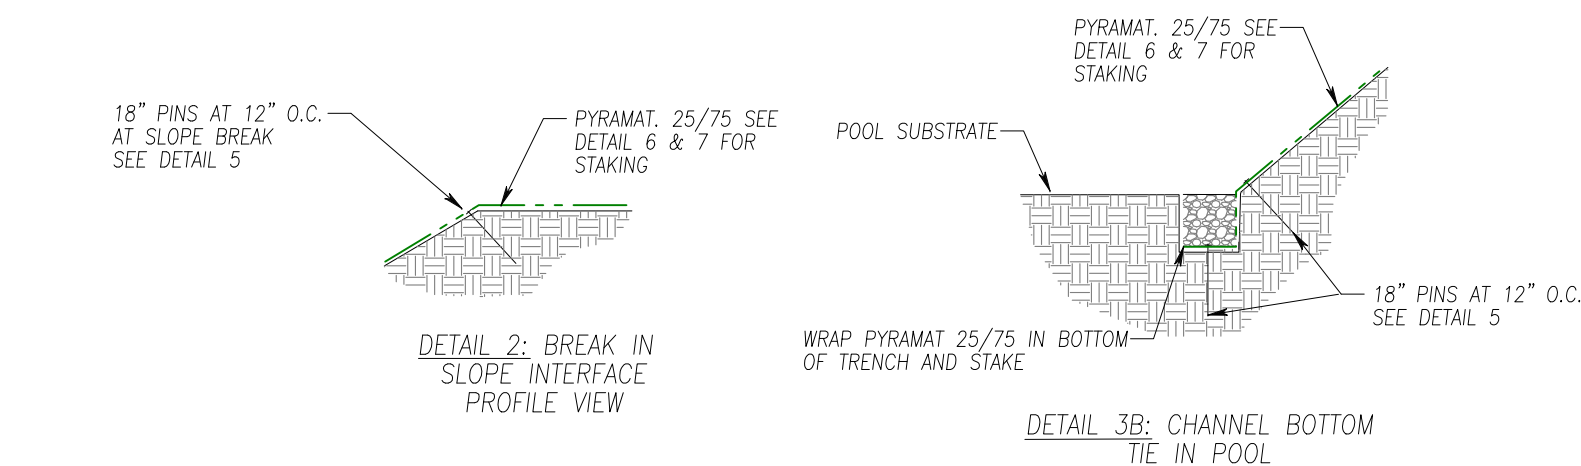 18" PINS AT 12" O.C.
AT SLOPE BREAK
SEE DETAIL 5
PYRAMAT. 25/75 SEE
DETAIL 6 & 7 FOR
STAKING
DETAIL 2: BREAK IN
SLOPE INTERFACE
PROFILE VIEW
PYRAMAT. 25/75 SEE
DETAIL 6 & 7 FOR
STAKING
POOL SUBSTRATE
18" PINS AT 12" O.C.
SEE DETAIL 5
WRAP PYRAMAT 25/75 IN BOTTOM
OF TRENCH AND STAKE
DETAIL 3B: CHANNEL BOTTOM
TIE IN POOL